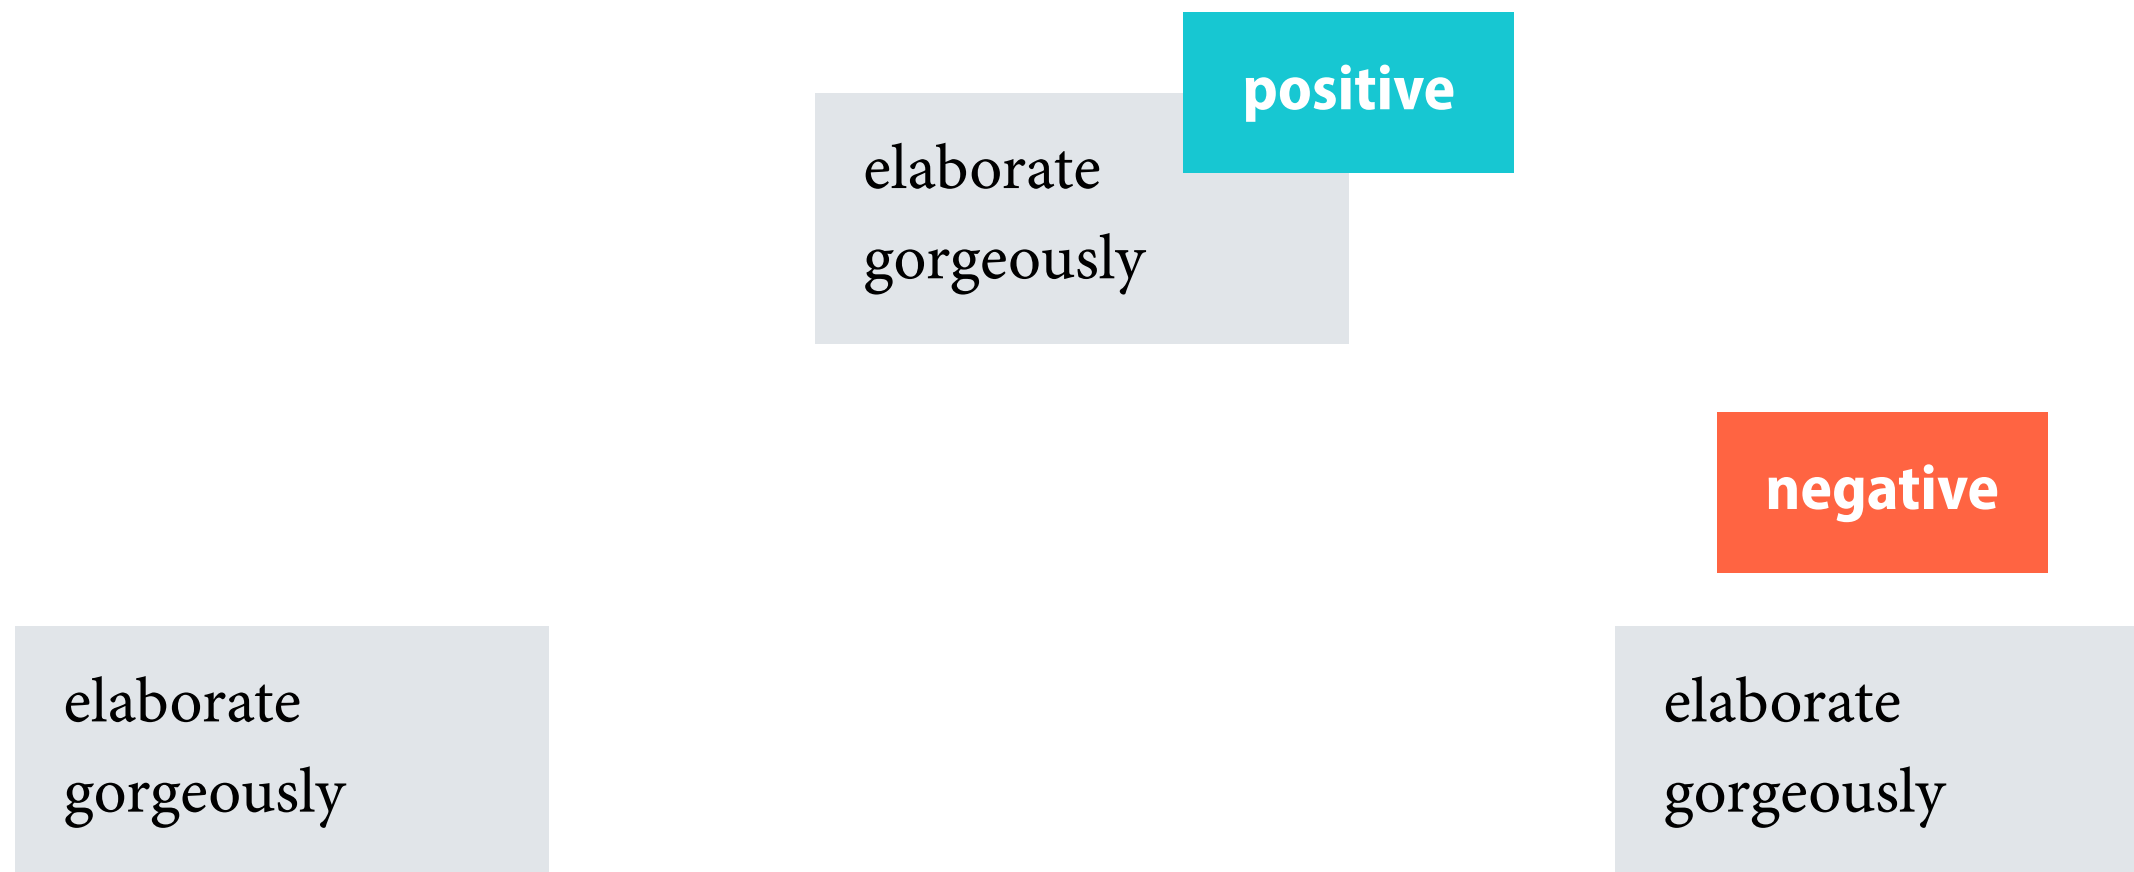 positive
elaborate
gorgeously
negative
elaborate
gorgeously
elaborate
gorgeously